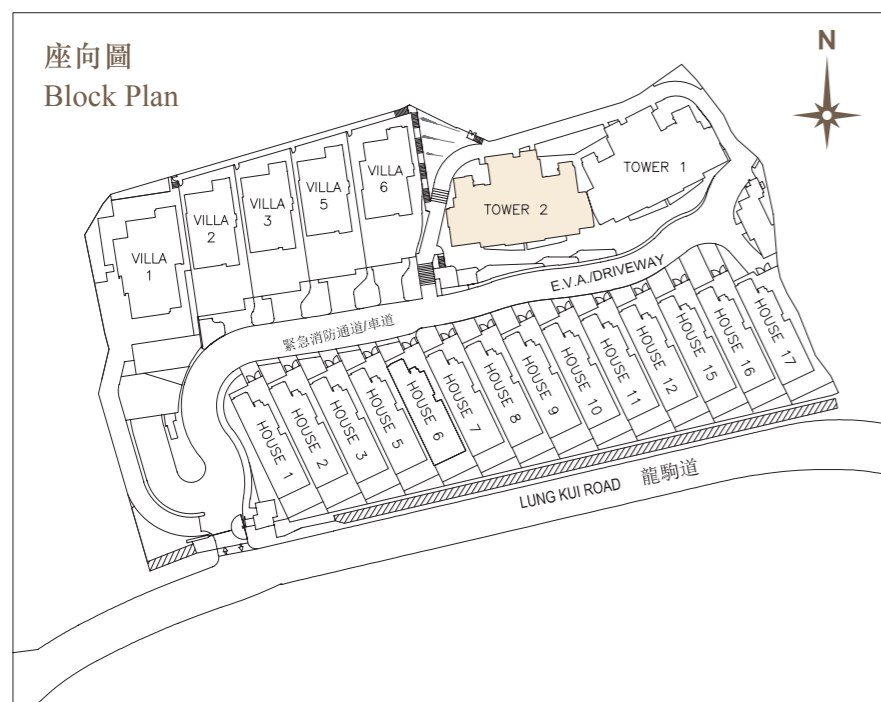 座向圖
Block Plan
N
VILLA
1
VILLA
2
VILLA
3
VILLA
5
VILLA
6
TOWER 2
TOWER 1
E.V.A./DRIVEWAY
緊急消防通道/車道
HOUSE 1
HOUSE 2
HOUSE 3
HOUSE 5
HOUSE 6
HOUSE 7
HOUSE 8
HOUSE 9
HOUSE 10
HOUSE 11
HOUSE 12
HOUSE 15
HOUSE 16
HOUSE 17
LUNG KUI ROAD 龍駒道